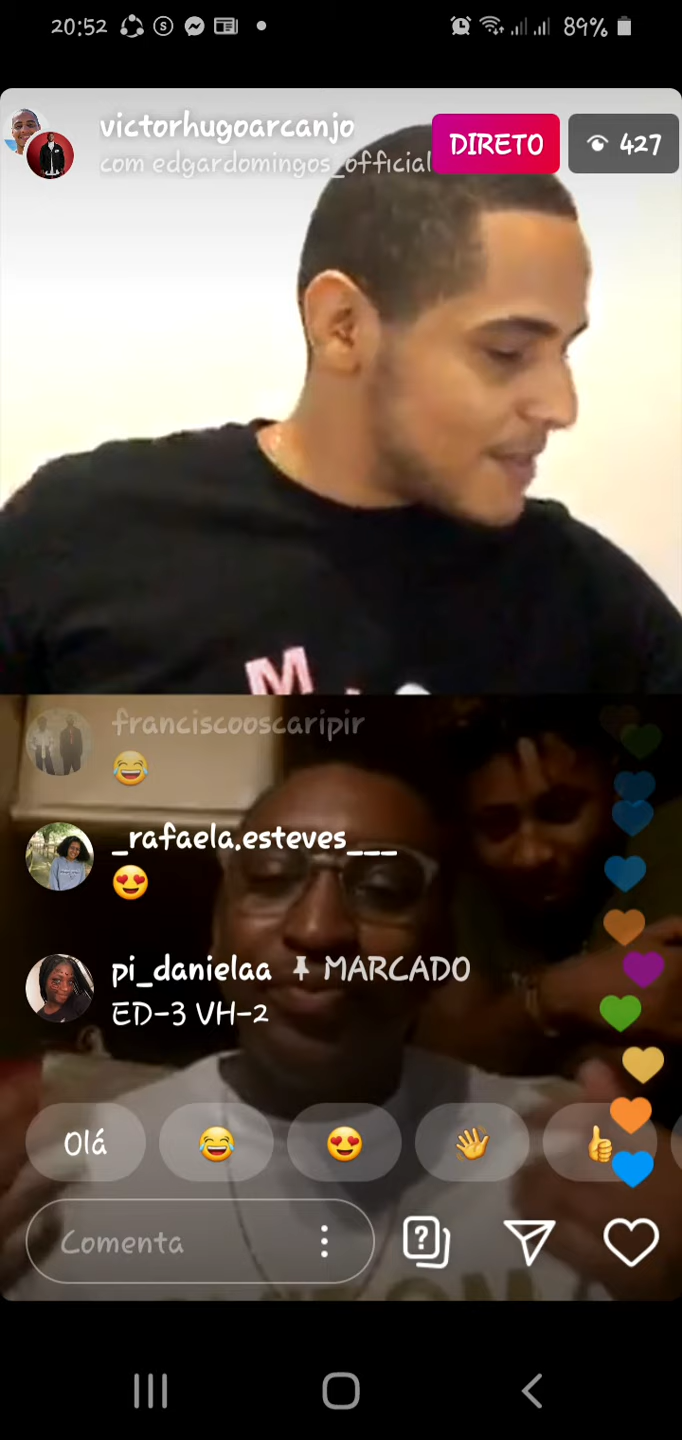 20:52
89%
victorhugoarcanjo
com edgardomingos_official
DIRETO
427
M
franciscooscaripir
😂
_rafaela.esteves___
😍
pi_danielaa MARCADO
ED-3 VH-2
Olá 😂 😍 👋 👍
Comenta